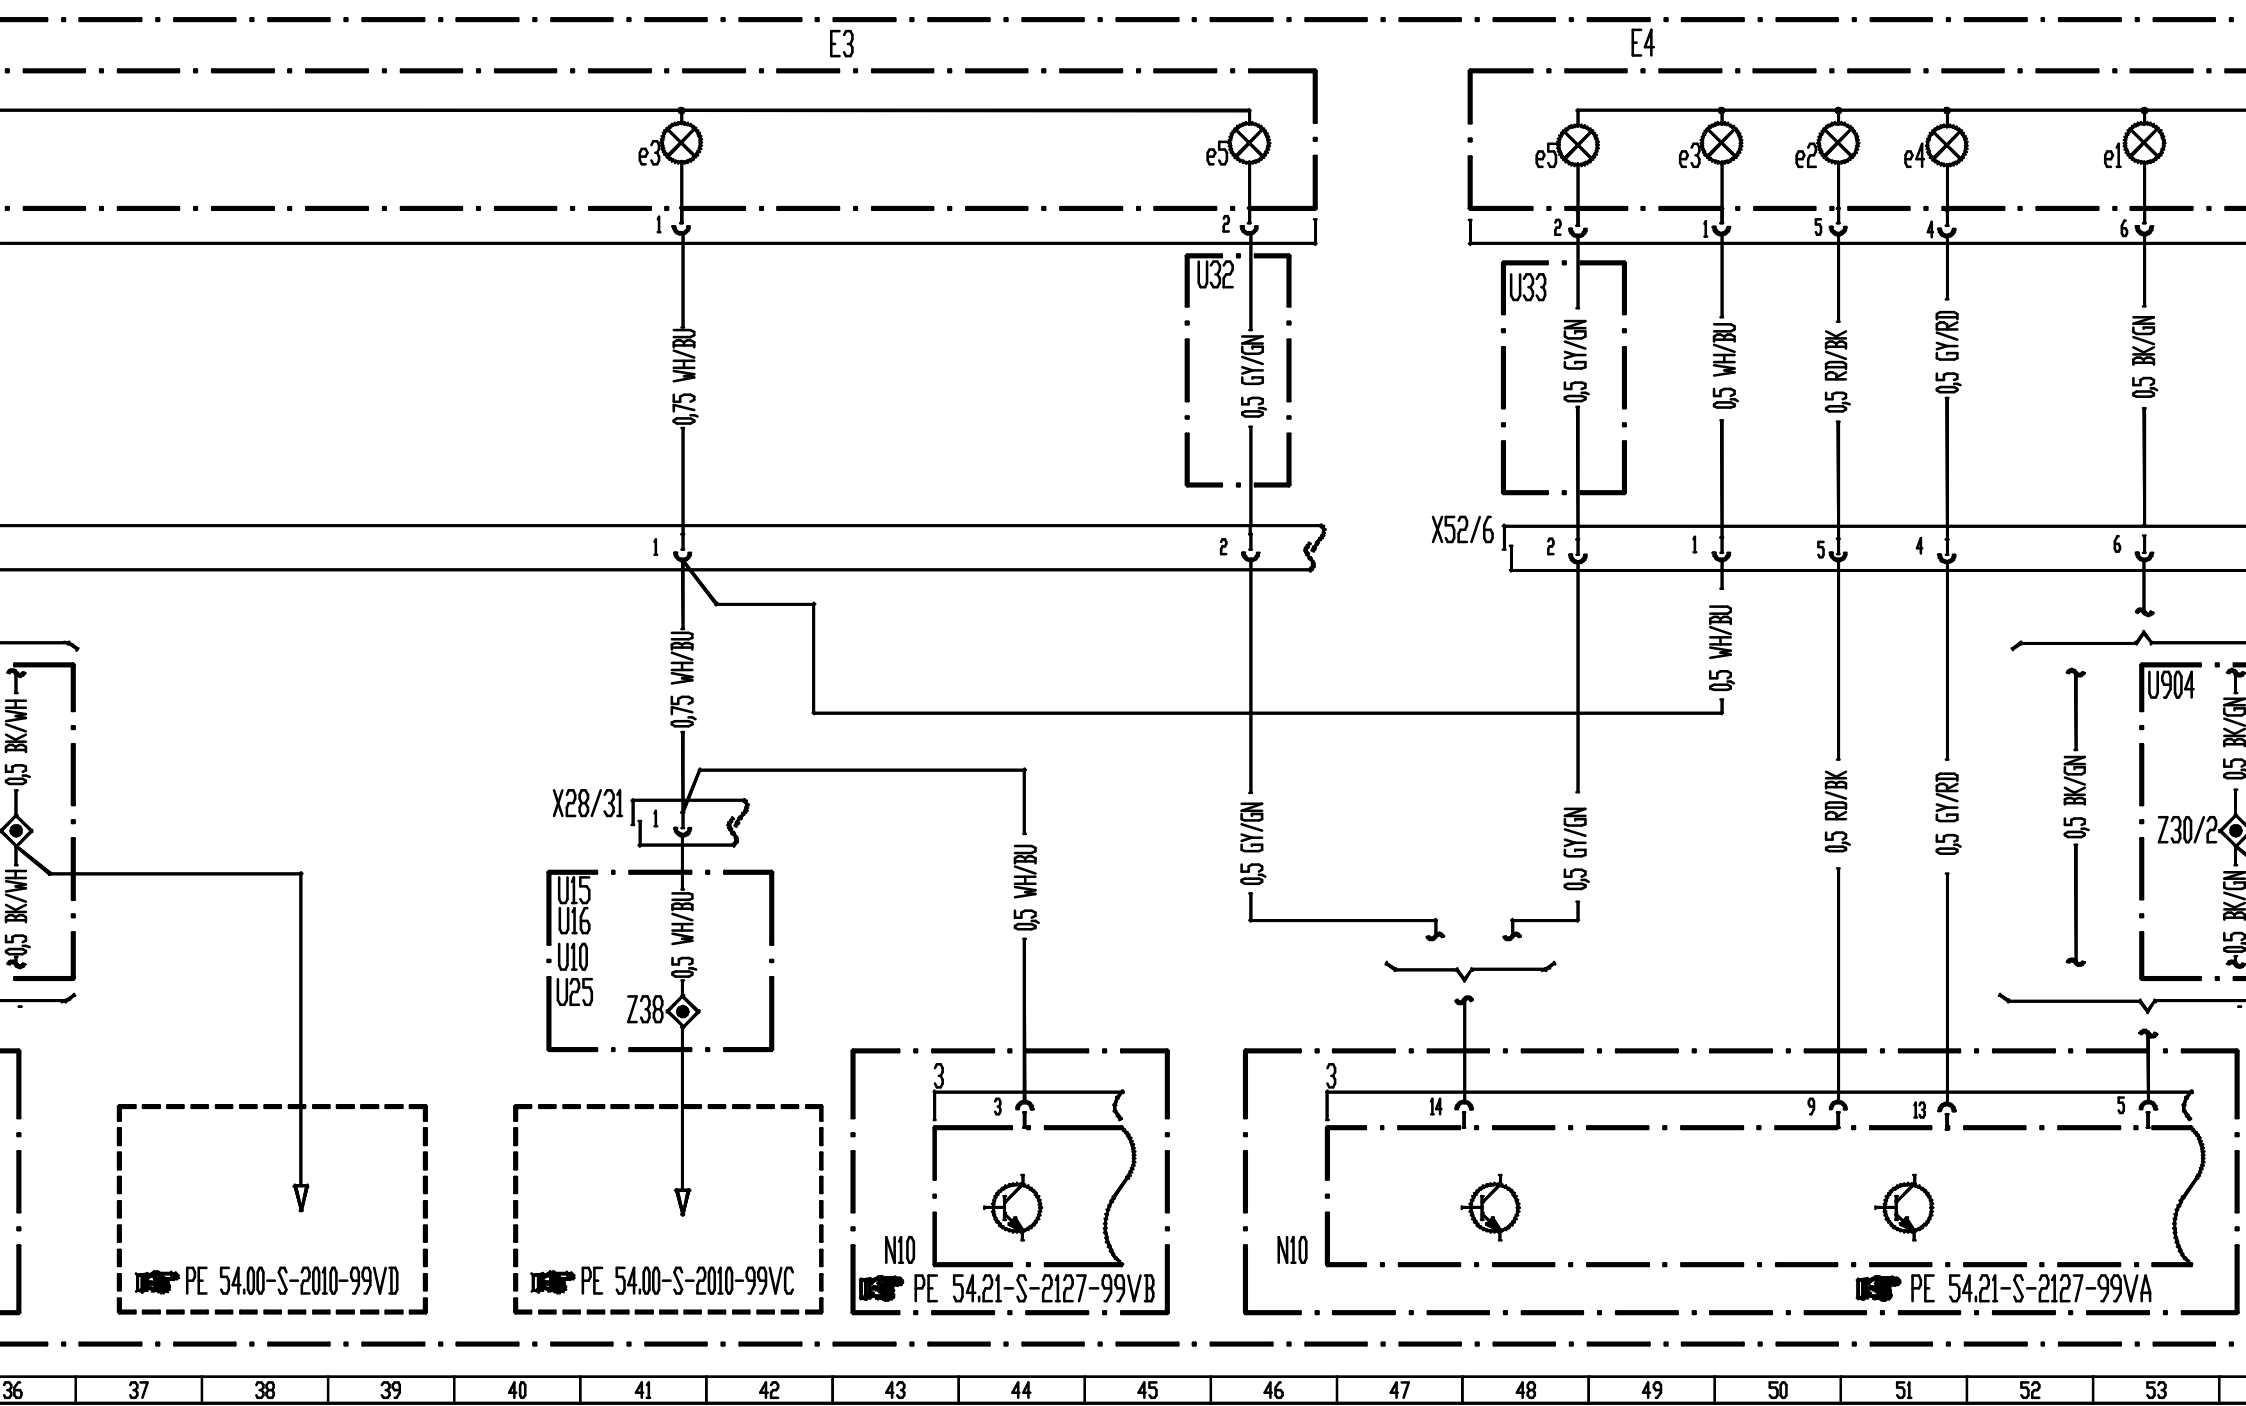 E3 E4
e3 e5 e5 e3 e2 e4 e1
1 2 2 1 5 4 6
U32 U33
0,75 WH/BU 0,5 GY/GN 0,5 GY/GN 0,5 WH/BU 0,5 RD/BK 0,5 GY/RD 0,5 BK/GN
X52/6
1 2 2 1 5 4 6
0,5 BK/WH 0,75 WH/BU 0,5 WH/BU U904 0,5 BK/GN
X28/31 1
0,5 GY/GN 0,5 GY/GN 0,5 RD/BK 0,5 GY/RD 0,5 BK/GN Z30/2
U15
U16
U10
U25
0,5 BK/WH 0,5 WH/BU 0,5 WH/BU 0,5 BK/GN
Z38
3 3
3 14 9 13 5
N10 N10
PE 54.00-S-2010-99VD PE 54.00-S-2010-99VC PE 54.21-S-2127-99VB PE 54.21-S-2127-99VA
36 37 38 39 40 41 42 43 44 45 46 47 48 49 50 51 52 53